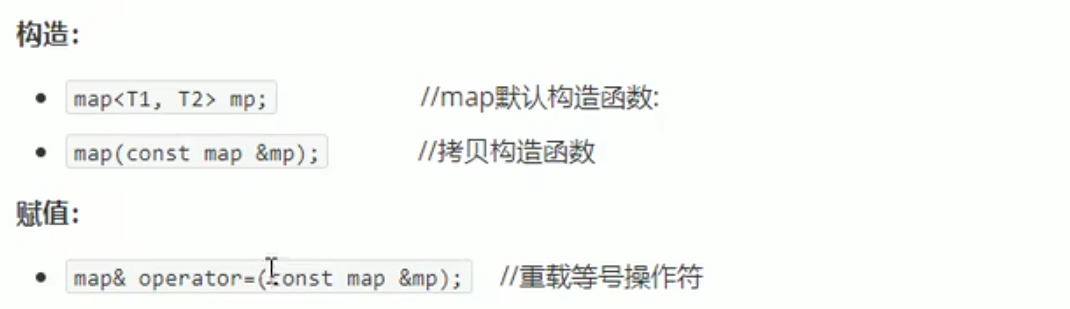 构造：
map<T1, T2> mp; //map默认构造函数:
map(const map &mp); //拷贝构造函数
赋值：
map& operator=(const map &mp); //重载等号操作符